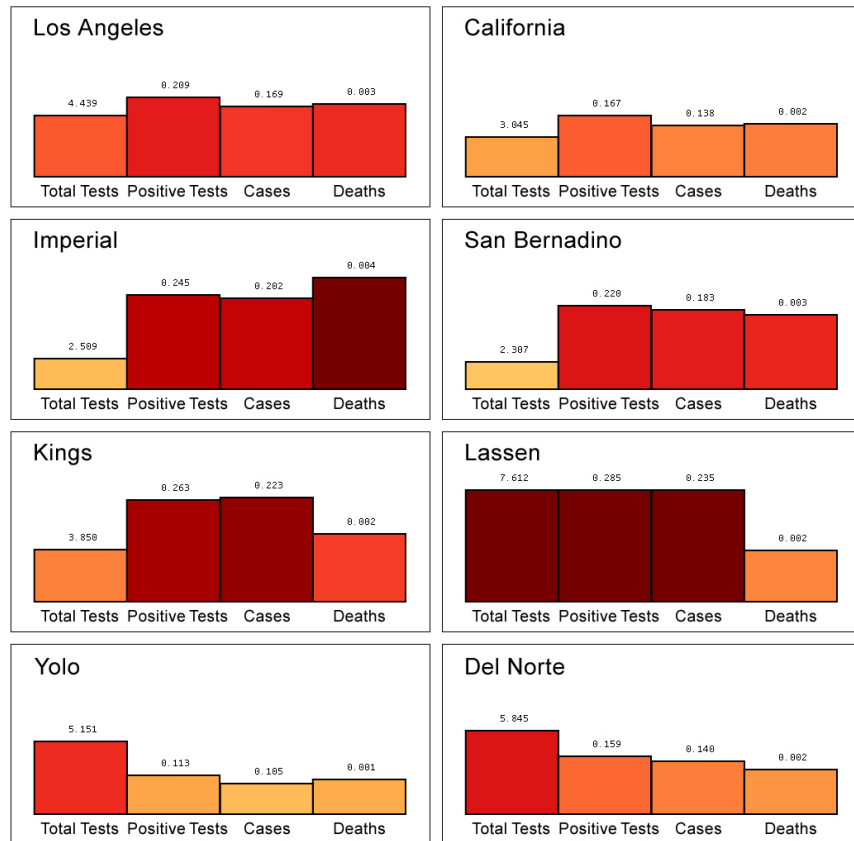 Los Angeles
4.439 0.209 0.169 0.003
Total Tests Positive Tests Cases Deaths
California
3.045 0.167 0.138 0.002
Total Tests Positive Tests Cases Deaths
Imperial
2.509 0.245 0.202 0.004
Total Tests Positive Tests Cases Deaths
San Bernadino
2.307 0.220 0.183 0.003
Total Tests Positive Tests Cases Deaths
Kings
3.850 0.263 0.223 0.002
Total Tests Positive Tests Cases Deaths
Lassen
7.612 0.285 0.235 0.002
Total Tests Positive Tests Cases Deaths
Yolo
5.151 0.113 0.105 0.001
Total Tests Positive Tests Cases Deaths
Del Norte
5.845 0.159 0.140 0.002
Total Tests Positive Tests Cases Deaths